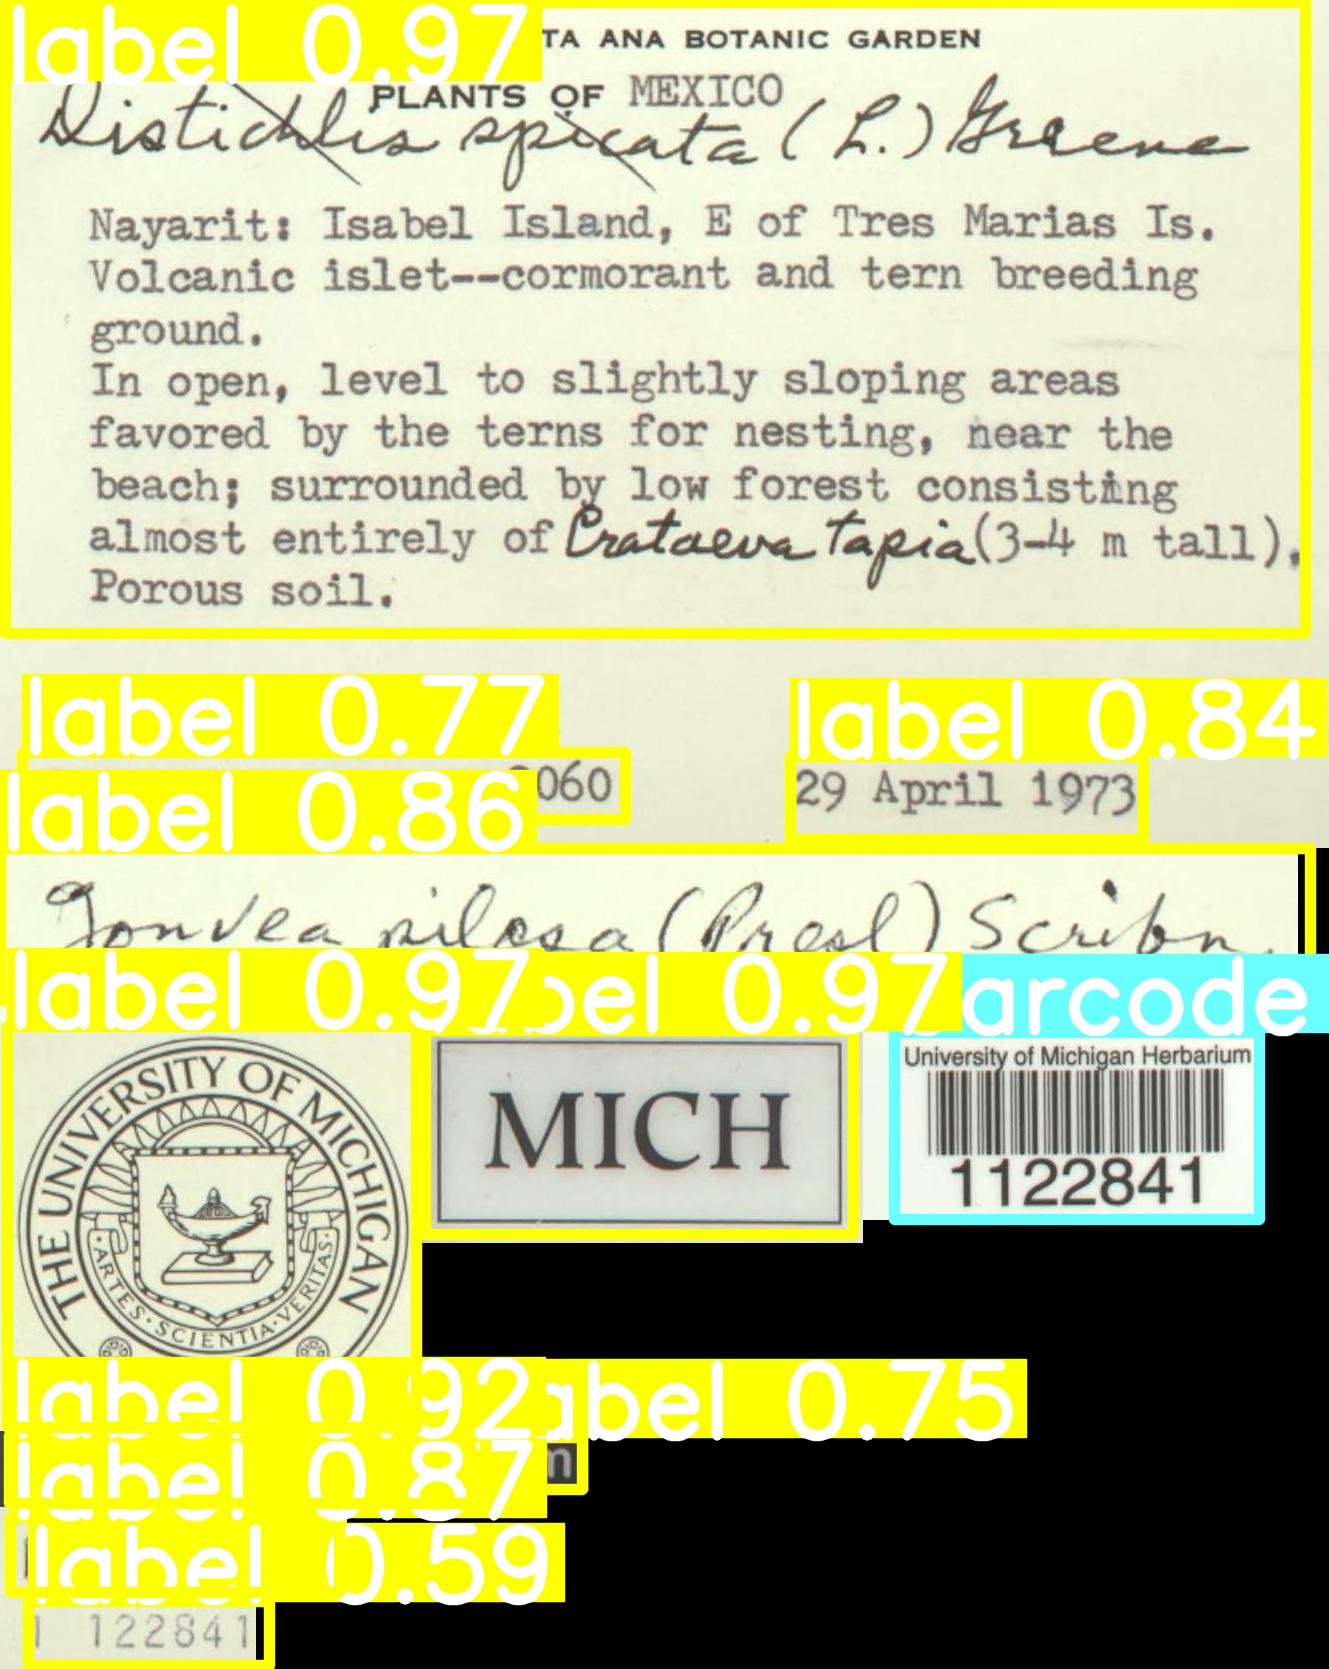 label 0.97
TA ANA BOTANIC GARDEN
PLANTS OF MEXICO
Distichlis spicata (L.) Greene
Nayarit: Isabel Island, E of Tres Marias Is.
Volcanic islet--cormorant and tern breeding
ground.
In open, level to slightly sloping areas
favored by the terns for nesting, near the
beach; surrounded by low forest consisting
almost entirely of Crataeva tapia (3-4 m tall).
Porous soil.
label 0.77
label 0.84
060
29 April 1973
label 0.86
Jouvea pilosa (Presl) Scribn.
label 0.97
bel 0.97
arcode
THE UNIVERSITY OF MICHIGAN
ARTES · SCIENTIA · VERITAS
MICH
University of Michigan Herbarium
1122841
label 0.92
abel 0.75
label 0.87
label 0.59
1 122841